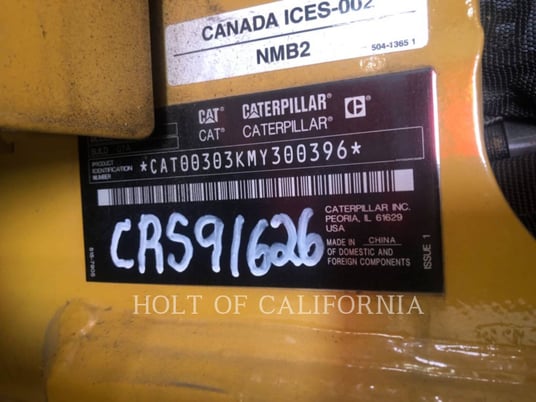 CANADA ICES-002
NMB2
504-1365 1
CAT CATERPILLAR C
CAT® CATERPILLAR®
PRODUCT
IDENTIFICATION
NUMBER
*CAT00303KMY300396*
CRS91626
CATERPILLAR INC.
PEORIA, IL 61629
USA
MADE IN CHINA
OF DOMESTIC AND
FOREIGN COMPONENTS
ISSUE 1
HOLT OF CALIFORNIA